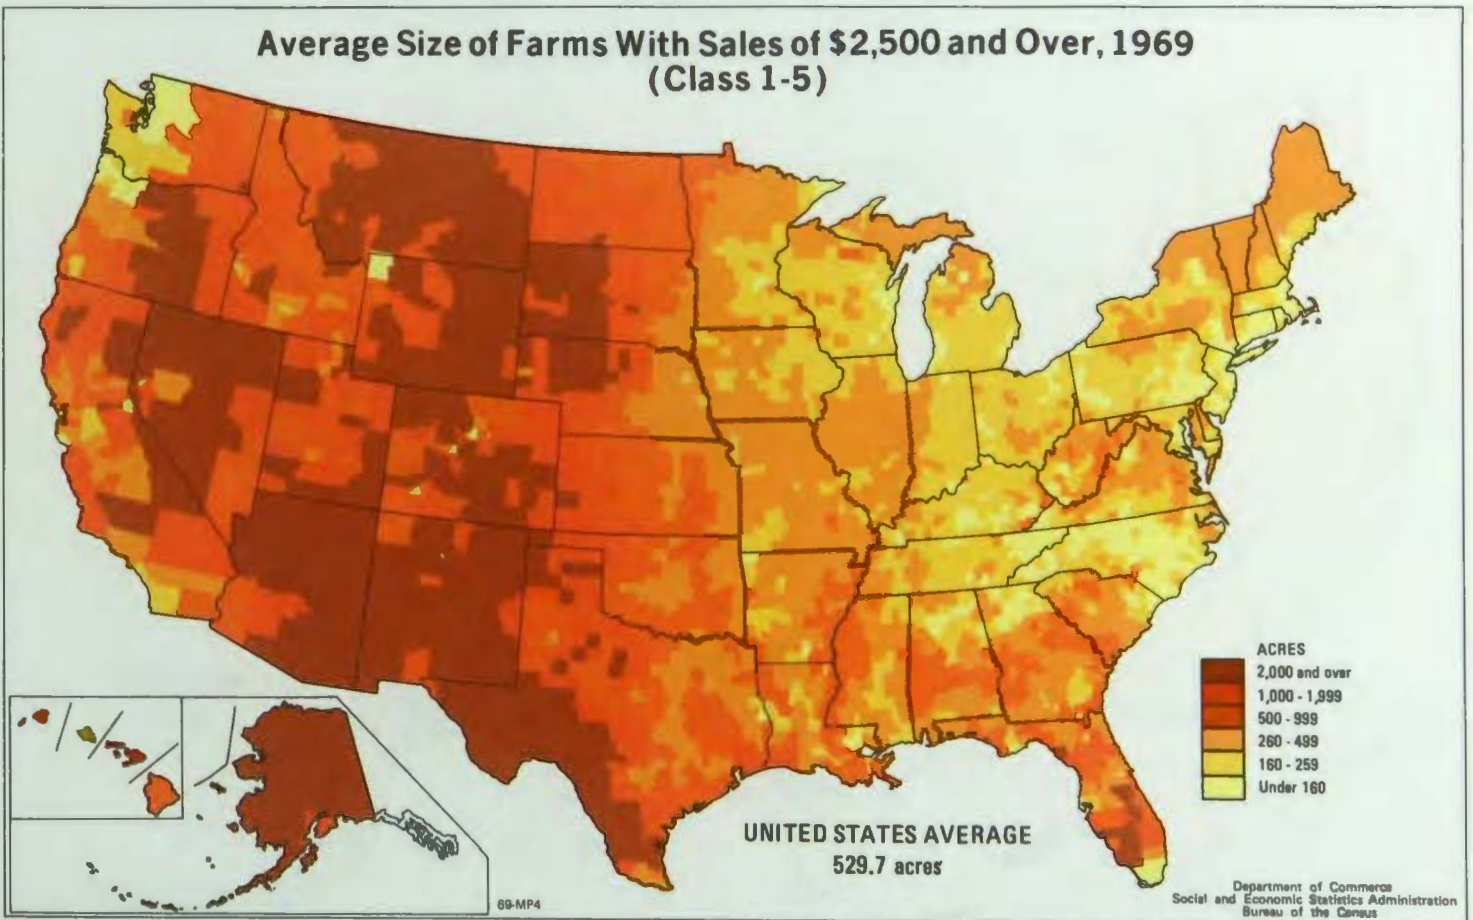 Average Size of Farms With Sales of $2,500 and Over, 1969
(Class 1-5)
ACRES
2,000 and over
1,000 - 1,999
500 - 999
260 - 499
160 - 259
Under 160
UNITED STATES AVERAGE
529.7 acres
69-MP4
Department of Commerce
Social and Economic Statistics Administration
Bureau of the Census